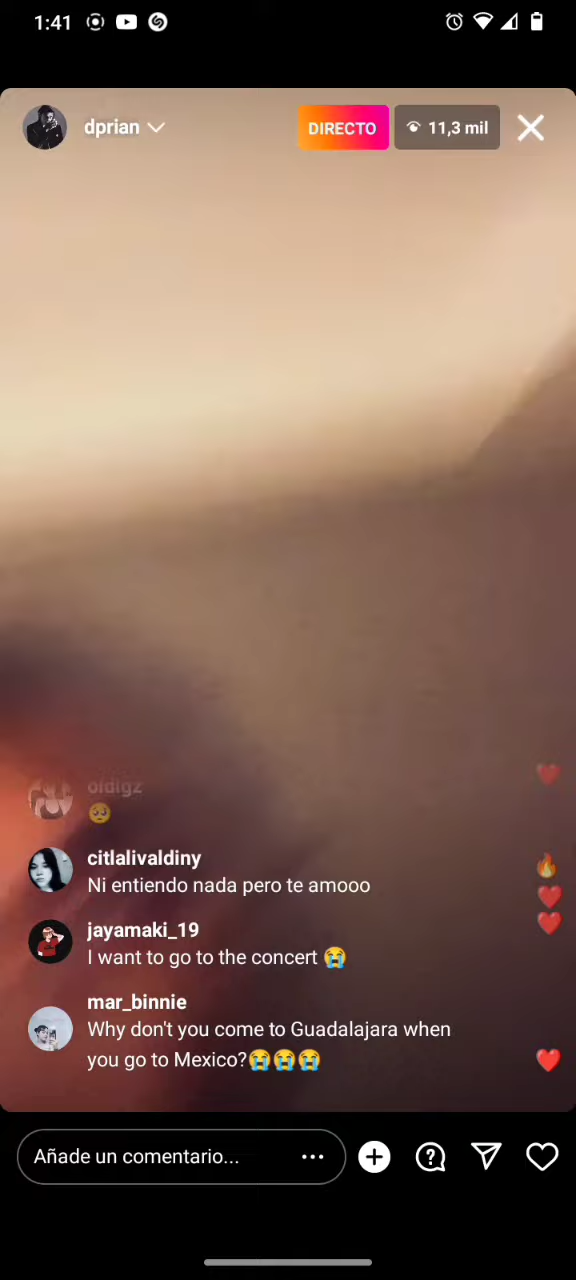 1:41
dprian
DIRECTO
11,3 mil
oldigz
🥺
citlalivaldiny
Ni entiendo nada pero te amooo
jayamaki_19
I want to go to the concert 😭
mar_binnie
Why don't you come to Guadalajara when
you go to Mexico?😭😭😭
Añade un comentario...